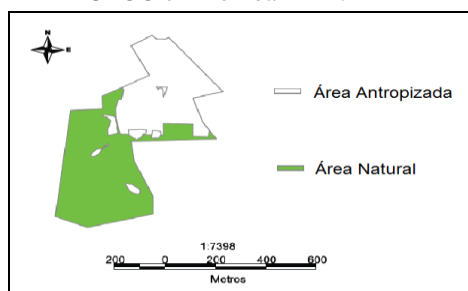 N
E
Área Antropizada
Área Natural
1:7398
200 0 200 400 600
Metros